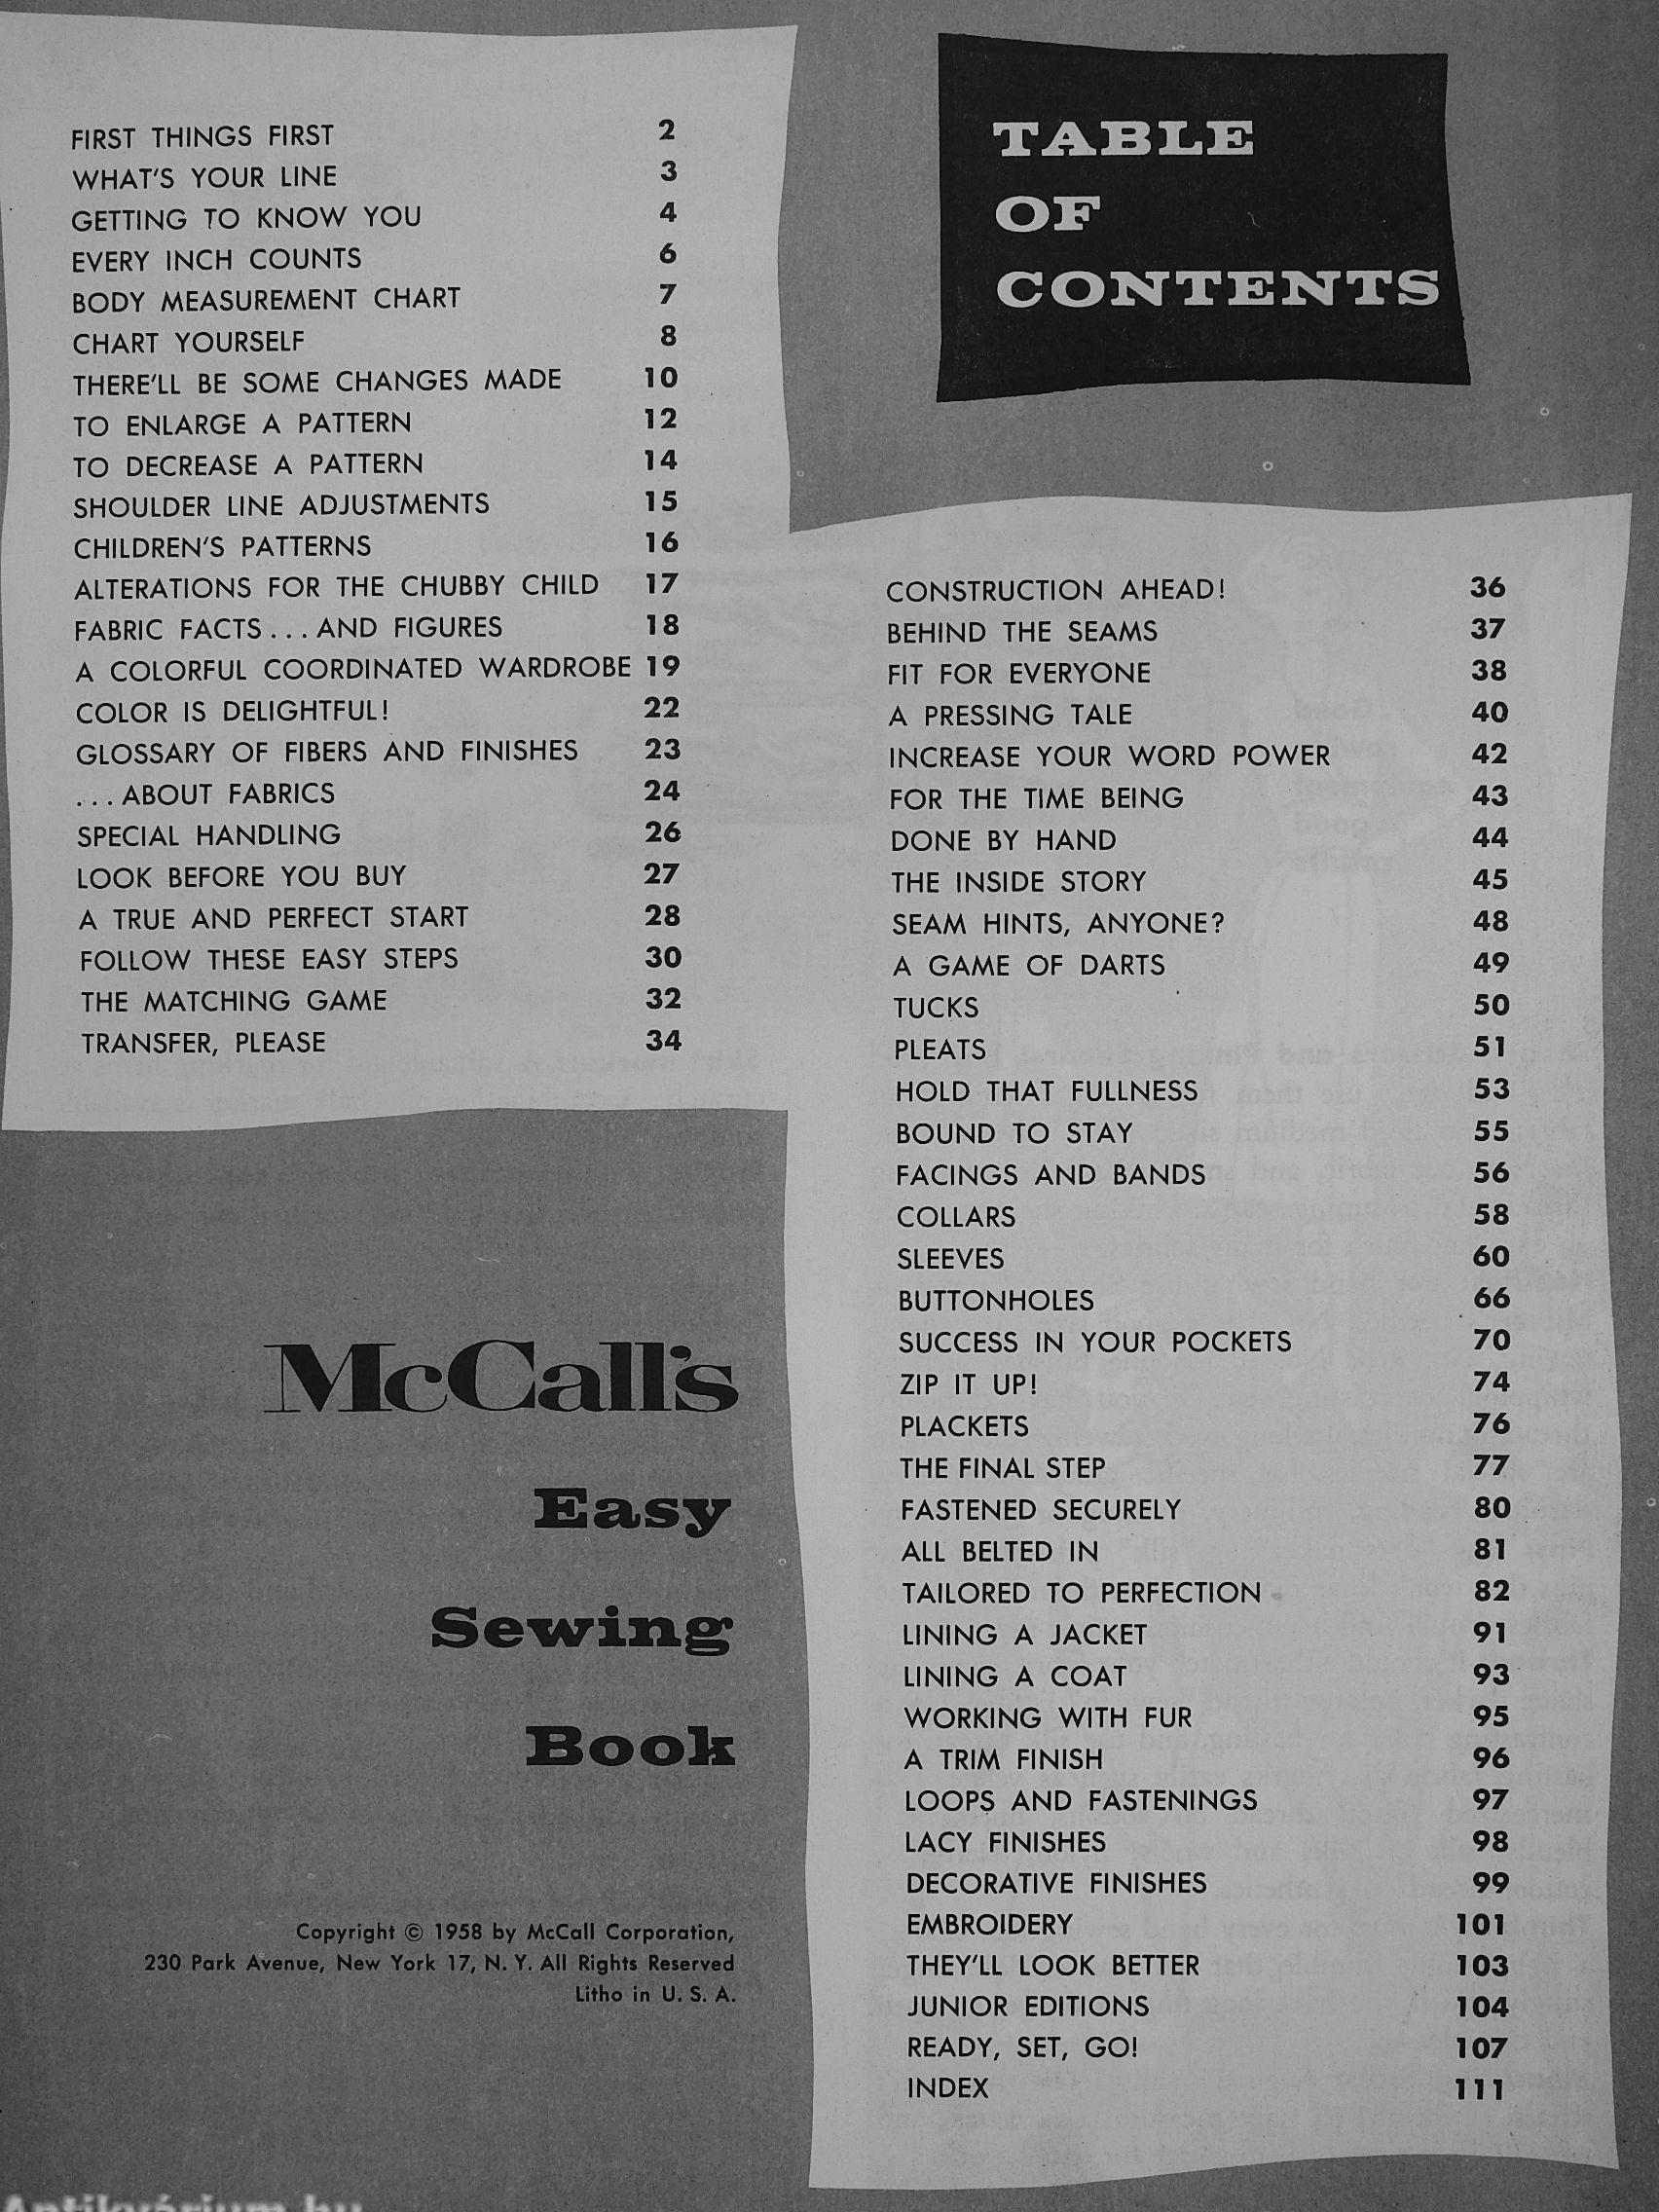 TABLE
OF
CONTENTS
FIRST THINGS FIRST 2
WHAT'S YOUR LINE 3
GETTING TO KNOW YOU 4
EVERY INCH COUNTS 6
BODY MEASUREMENT CHART 7
CHART YOURSELF 8
THERE'LL BE SOME CHANGES MADE 10
TO ENLARGE A PATTERN 12
TO DECREASE A PATTERN 14
SHOULDER LINE ADJUSTMENTS 15
CHILDREN'S PATTERNS 16
ALTERATIONS FOR THE CHUBBY CHILD 17
FABRIC FACTS . . . AND FIGURES 18
A COLORFUL COORDINATED WARDROBE 19
COLOR IS DELIGHTFUL! 22
GLOSSARY OF FIBERS AND FINISHES 23
. . . ABOUT FABRICS 24
SPECIAL HANDLING 26
LOOK BEFORE YOU BUY 27
A TRUE AND PERFECT START 28
FOLLOW THESE EASY STEPS 30
THE MATCHING GAME 32
TRANSFER, PLEASE 34
CONSTRUCTION AHEAD! 36
BEHIND THE SEAMS 37
FIT FOR EVERYONE 38
A PRESSING TALE 40
INCREASE YOUR WORD POWER 42
FOR THE TIME BEING 43
DONE BY HAND 44
THE INSIDE STORY 45
SEAM HINTS, ANYONE? 48
A GAME OF DARTS 49
TUCKS 50
PLEATS 51
HOLD THAT FULLNESS 53
BOUND TO STAY 55
FACINGS AND BANDS 56
COLLARS 58
SLEEVES 60
BUTTONHOLES 66
SUCCESS IN YOUR POCKETS 70
ZIP IT UP! 74
PLACKETS 76
THE FINAL STEP 77
FASTENED SECURELY 80
ALL BELTED IN 81
TAILORED TO PERFECTION 82
LINING A JACKET 91
LINING A COAT 93
WORKING WITH FUR 95
A TRIM FINISH 96
LOOPS AND FASTENINGS 97
LACY FINISHES 98
DECORATIVE FINISHES 99
EMBROIDERY 101
THEY'LL LOOK BETTER 103
JUNIOR EDITIONS 104
READY, SET, GO! 107
INDEX 111
McCall's
Easy
Sewing
Book
Copyright © 1958 by McCall Corporation,
230 Park Avenue, New York 17, N. Y. All Rights Reserved
Litho in U. S. A.
Antikvárium.hu